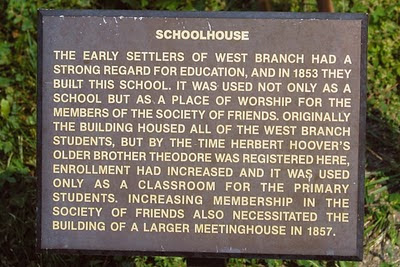 SCHOOLHOUSE
THE EARLY SETTLERS OF WEST BRANCH HAD A
STRONG REGARD FOR EDUCATION, AND IN 1853 THEY
BUILT THIS SCHOOL. IT WAS USED NOT ONLY AS A
SCHOOL BUT AS A PLACE OF WORSHIP FOR THE
MEMBERS OF THE SOCIETY OF FRIENDS. ORIGINALLY
THE BUILDING HOUSED ALL OF THE WEST BRANCH
STUDENTS, BUT BY THE TIME HERBERT HOOVER'S
OLDER BROTHER THEODORE WAS REGISTERED HERE,
ENROLLMENT HAD INCREASED AND IT WAS USED
ONLY AS A CLASSROOM FOR THE PRIMARY
STUDENTS. INCREASING MEMBERSHIP IN THE
SOCIETY OF FRIENDS ALSO NECESSITATED THE
BUILDING OF A LARGER MEETINGHOUSE IN 1857.